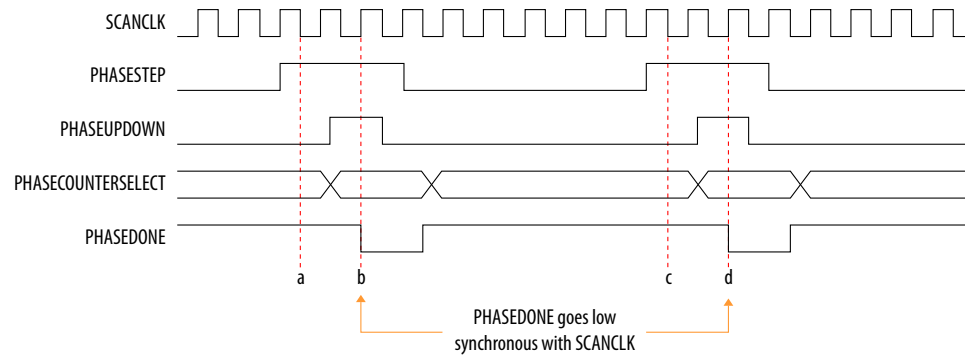 SCANCLK
PHASESTEP
PHASEUPDOWN
PHASECOUNTERSELECT
PHASEDONE
a b c d
PHASEDONE goes low
synchronous with SCANCLK